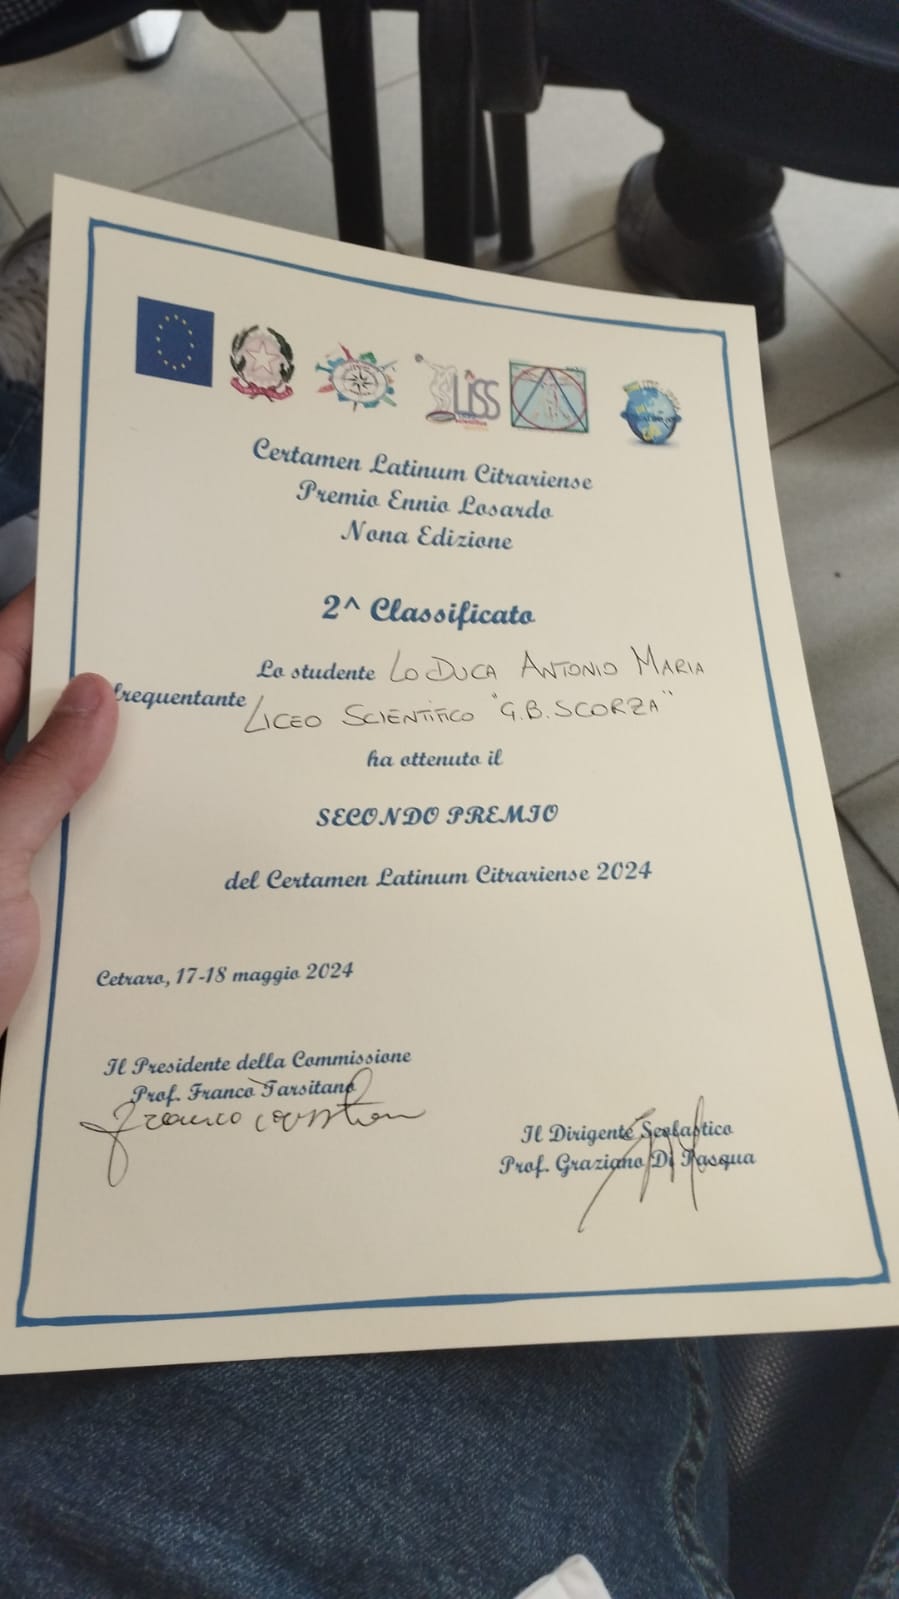 LiSS
Certamen Latinum Citrariense
Premio Ennio Losardo
Nona Edizione
2^ Classificato
Lo studente LO DUCA ANTONIO MARIA
frequentante LICEO SCIENTIFICO "G.B. SCORZA"
ha ottenuto il
SECONDO PREMIO
del Certamen Latinum Citrariense 2024
Cetraro, 17-18 maggio 2024
Il Presidente della Commissione
Prof. Franco Tarsitano
Il Dirigente Scolastico
Prof. Graziano Di Pasqua